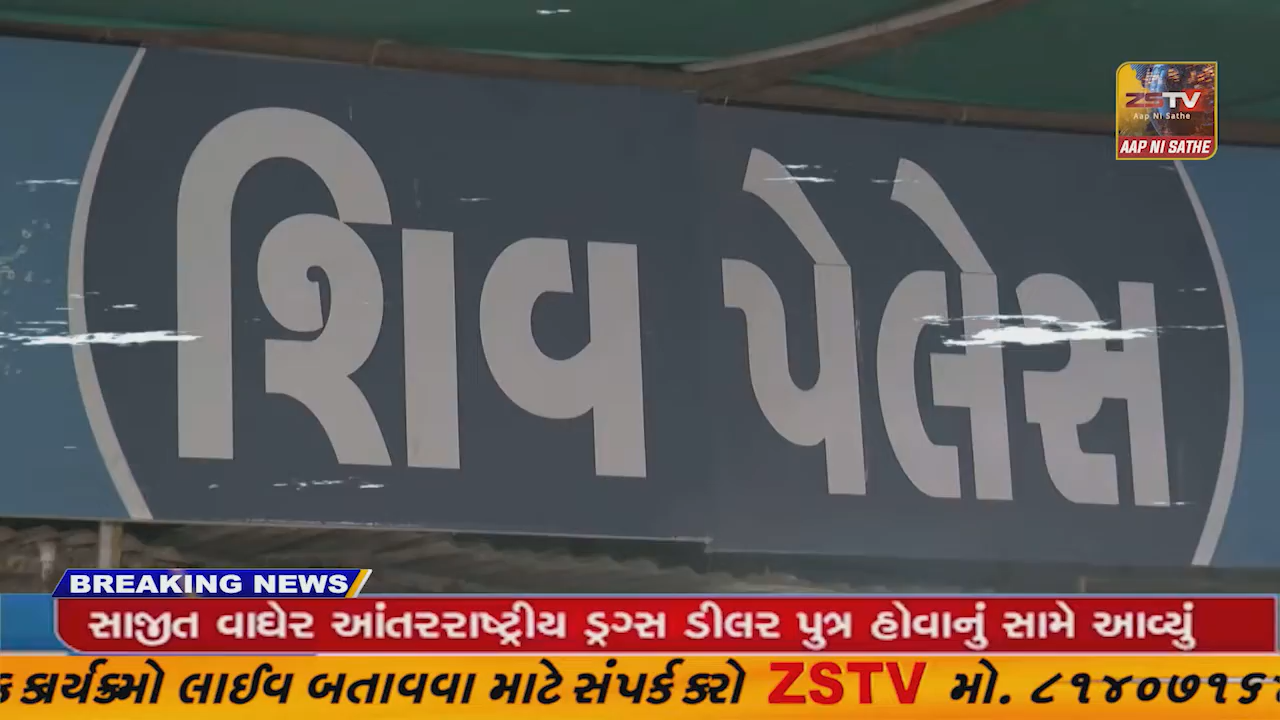 ZSTV
Aap Ni Sathe
AAP NI SATHE
શિવ પેલેસ
BREAKING NEWS
સાજીત વાઘેર આંતરરાષ્ટ્રીય ડ્રગ્સ ડીલર પુત્ર હોવાનું સામે આવ્યું
કાર્યક્રમો લાઈવ બતાવવા માટે સંપર્ક કરો ZSTV મો. ૮૧૪૦૭૧૬